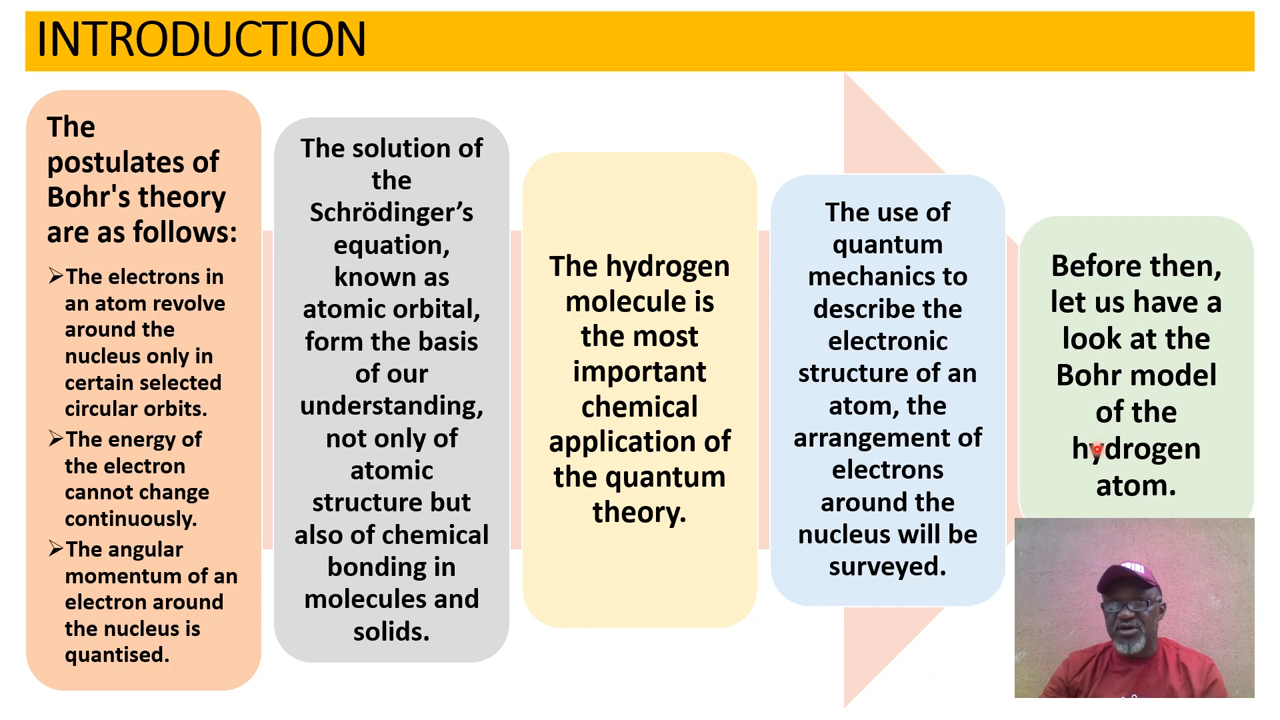 INTRODUCTION
The
postulates of
Bohr's theory
are as follows:
➢The electrons in
an atom revolve
around the
nucleus only in
certain selected
circular orbits.
➢The energy of
the electron
cannot change
continuously.
➢The angular
momentum of an
electron around
the nucleus is
quantised.
The solution of
the
Schrödinger’s
equation,
known as
atomic orbital,
form the basis
of our
understanding,
not only of
atomic
structure but
also of chemical
bonding in
molecules and
solids.
The hydrogen
molecule is
the most
important
chemical
application of
the quantum
theory.
The use of
quantum
mechanics to
describe the
electronic
structure of an
atom, the
arrangement of
electrons
around the
nucleus will be
surveyed.
Before then,
let us have a
look at the
Bohr model
of the
hydrogen
atom.